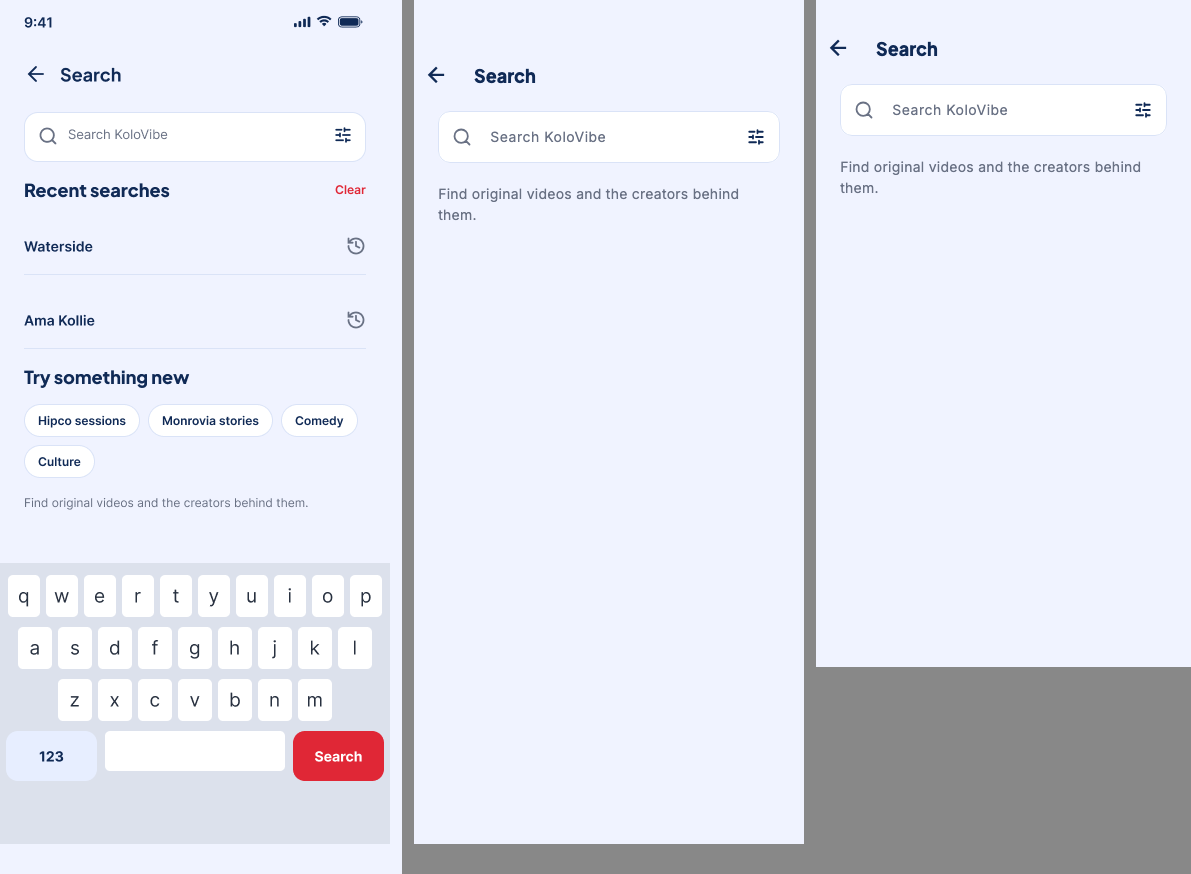 9:41
Search
Search KoloVibe
Recent searches
Clear
Waterside
Ama Kollie
Try something new
Hipco sessions
Monrovia stories
Comedy
Culture
Find original videos and the creators behind them.
q w e r t y u i o p
a s d f g h j k l
z x c v b n m
123
Search
Search
Search KoloVibe
Find original videos and the creators behind
them.
Search
Search KoloVibe
Find original videos and the creators behind
them.